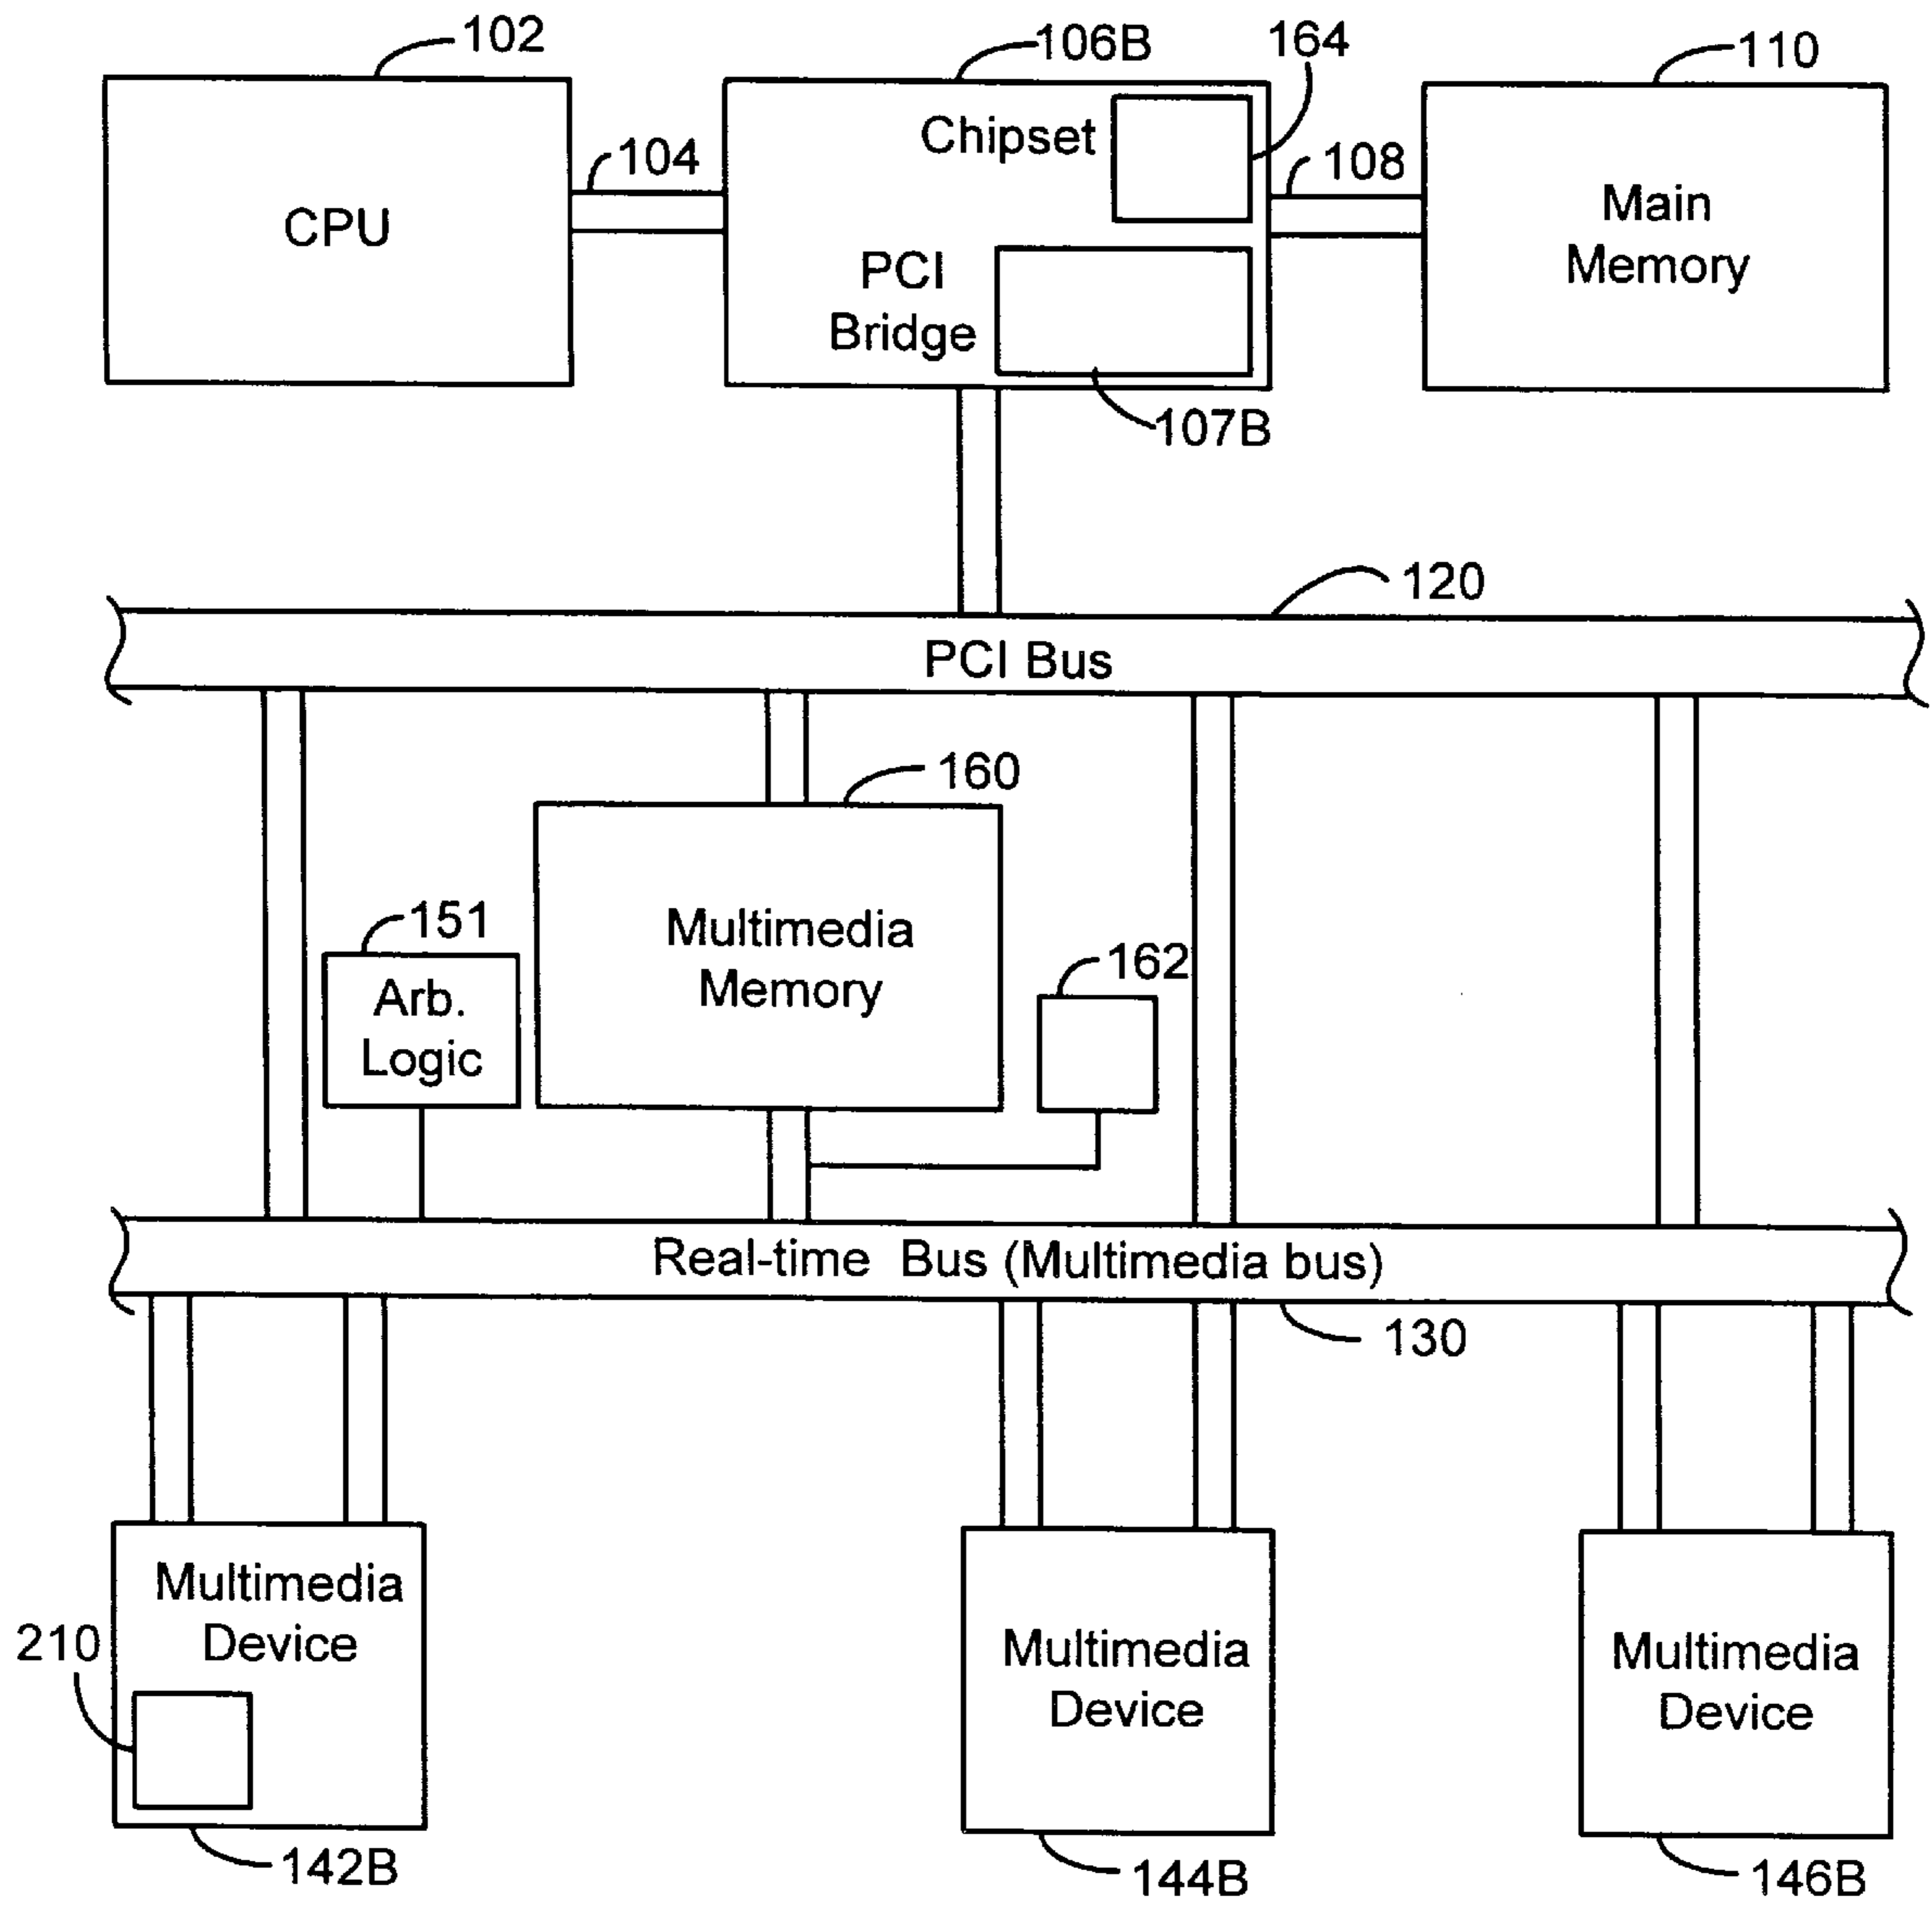 102
106B
164
110
Chipset
104
108
CPU
Main
Memory
PCI
Bridge
107B
120
PCI Bus
160
151
Multimedia
Memory
162
Arb.
Logic
Real-time Bus (Multimedia bus)
130
Multimedia
Device
210
Multimedia
Device
Multimedia
Device
142B
144B
146B